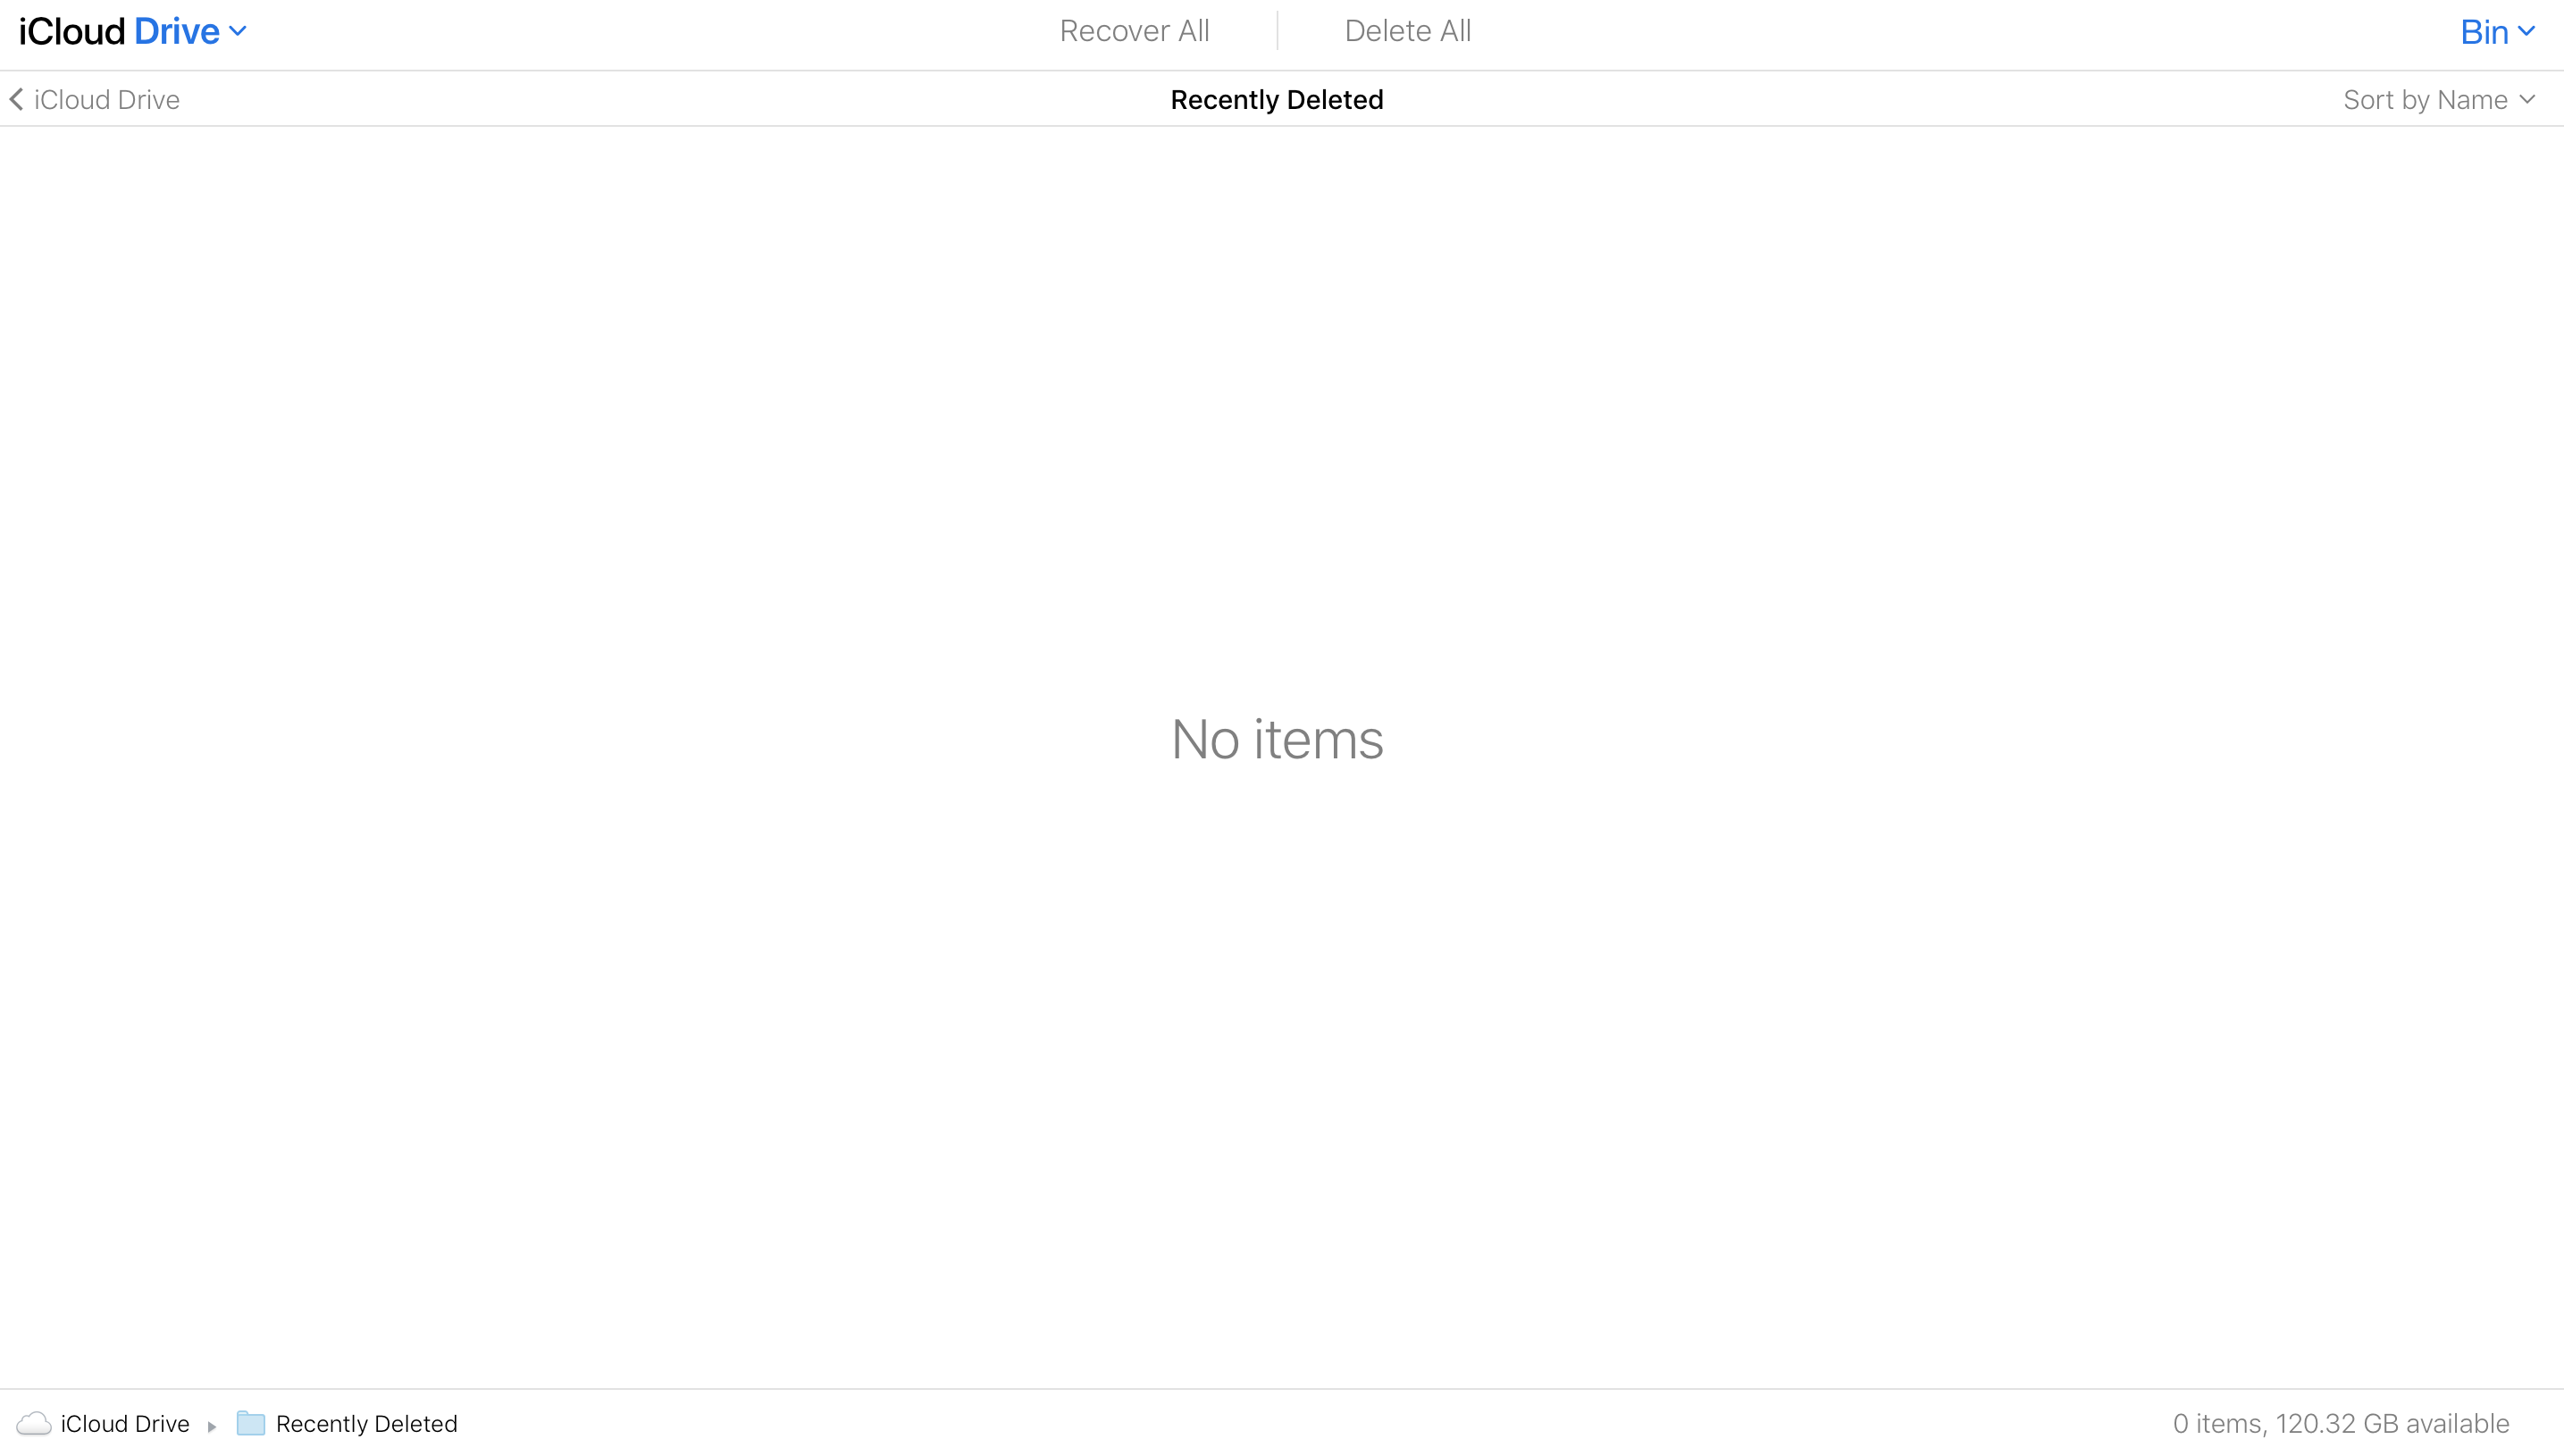 iCloud Drive
Recover All
Delete All
Bin
iCloud Drive
Recently Deleted
Sort by Name
No items
iCloud Drive
Recently Deleted
0 items, 120.32 GB available